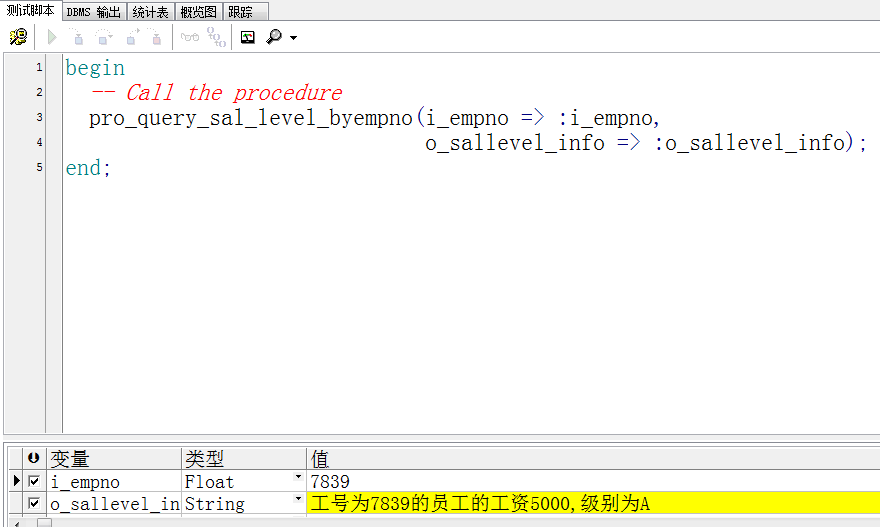 测试脚本 DBMS 输出 统计表 概览图 跟踪
1 begin
2 -- Call the procedure
3 pro_query_sal_level_byempno(i_empno => :i_empno,
4 o_sallevel_info => :o_sallevel_info);
5 end;
变量 类型 值
i_empno Float 7839
o_sallevel_in String 工号为7839的员工的工资5000,级别为A